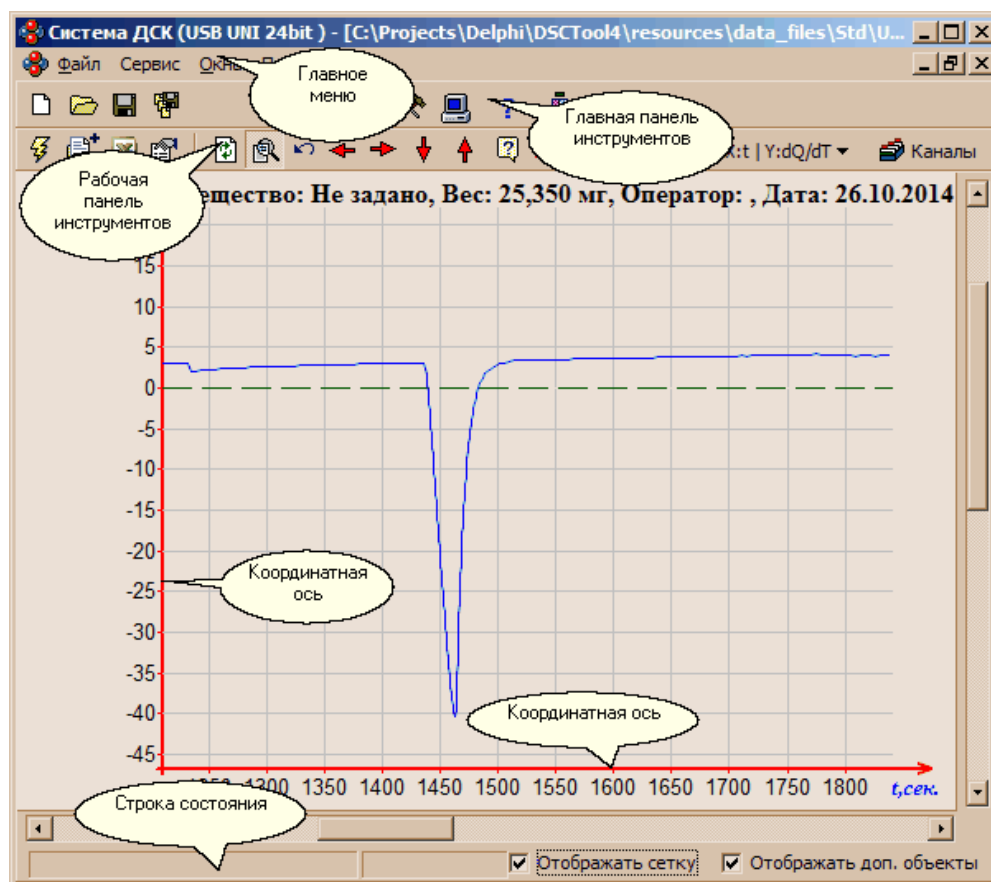 Система ДСК (USB UNI 24bit ) - [C:\Projects\Delphi\DSCTool4\resources\data_files\Std\U...
Файл Сервис
Главное
меню
Главная панель
инструментов
X:t | Y:dQ/dT
Каналы
Рабочая
панель
инструментов
Не задано, Вес: 25,350 мг, Оператор: , Дата: 26.10.2014
15
10
5
0
-5
-10
-15
-20
-25
-30
-35
-40
-45
Координатная
ось
Координатная ось
1300 1350 1400 1450 1500 1550 1600 1650 1700 1750 1800 t,сек.
Строка состояния
Отображать сетку
Отображать доп. объекты